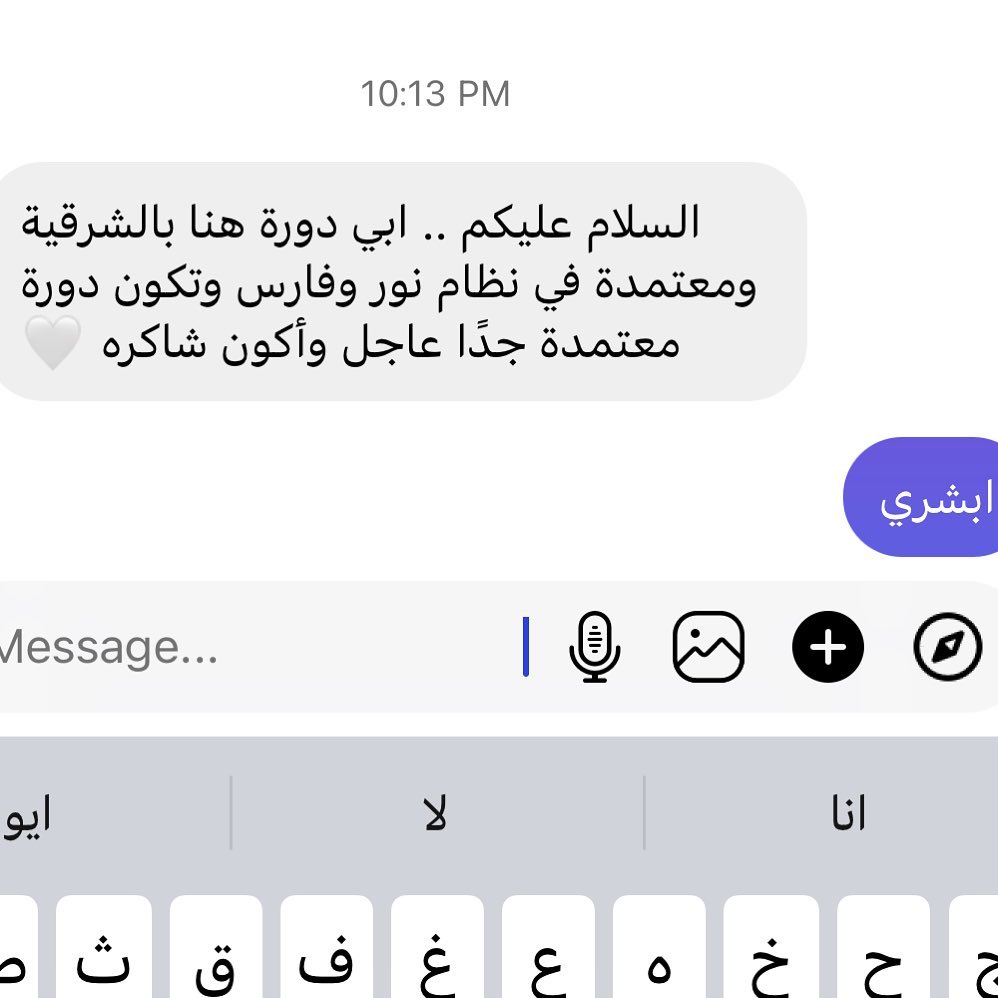 10:13 PM
السلام عليكم .. ابي دورة هنا بالشرقية
ومعتمدة في نظام نور وفارس وتكون دورة
معتمدة جدًا عاجل وأكون شاكره 🤍
ابشري
Message...
انا
لا
ايو
ج ح خ ه ع غ ف ق ث ص